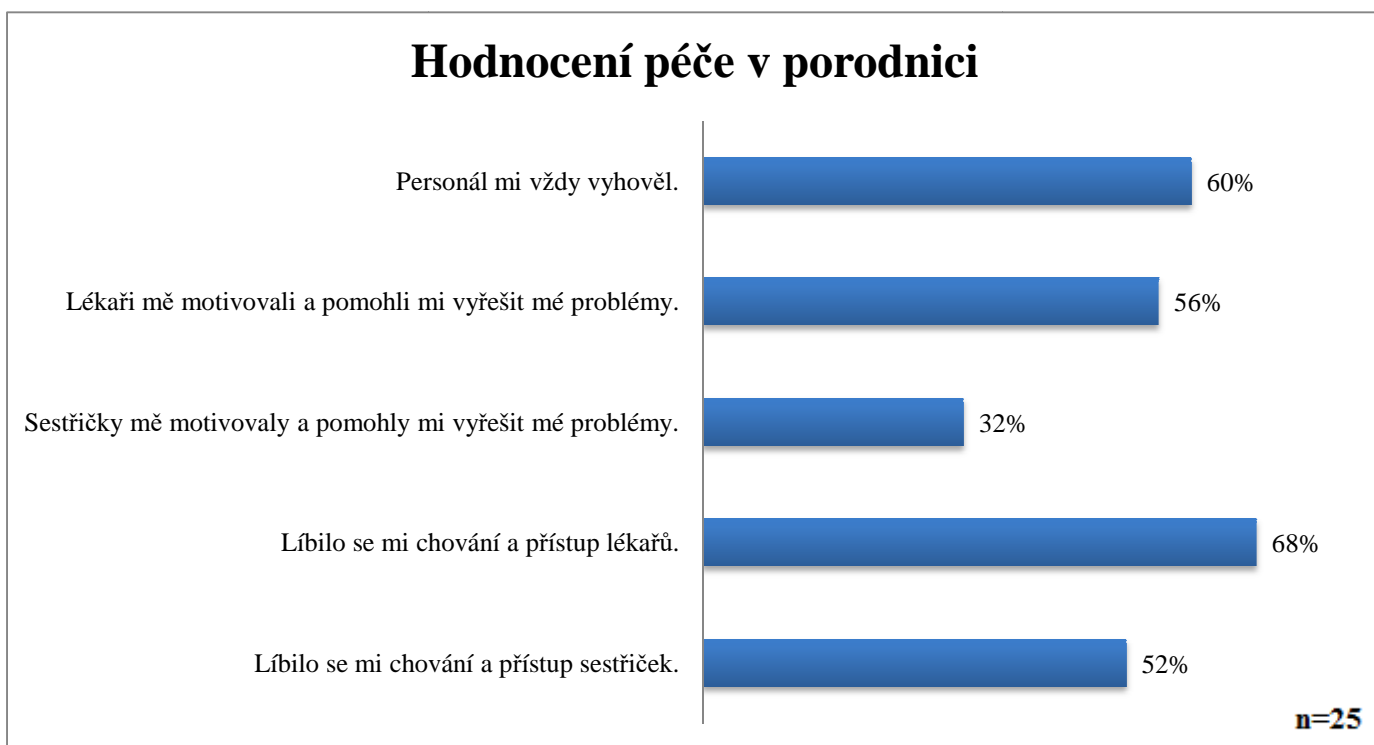 Hodnocení péče v porodnici
Personál mi vždy vyhověl.
60%
Lékaři mě motivovali a pomohli mi vyřešit mé problémy.
56%
Sestřičky mě motivovaly a pomohly mi vyřešit mé problémy.
32%
Líbilo se mi chování a přístup lékařů.
68%
Líbilo se mi chování a přístup sestřiček.
52%
n=25